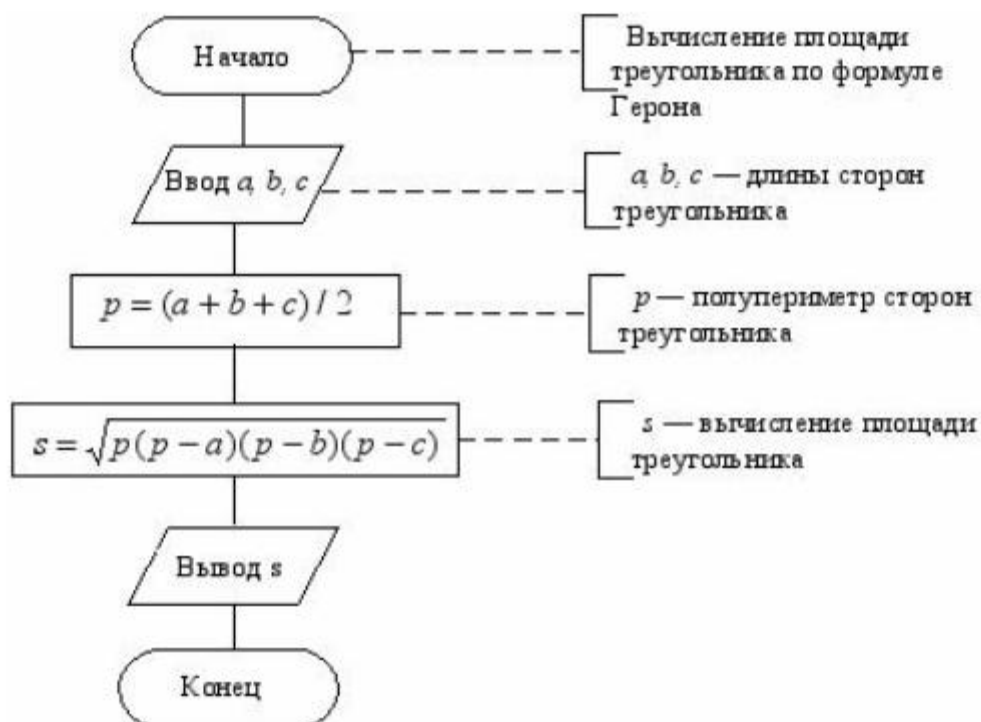 Начало
Вычисление площади
треугольника по формуле
Герона
Ввод a, b, c
a, b, c — длины сторон
треугольника
p = (a + b + c) / 2
p — полупериметр сторон
треугольника
s = √p(p − a)(p − b)(p − c)
s — вычисление площади
треугольника
Вывод s
Конец